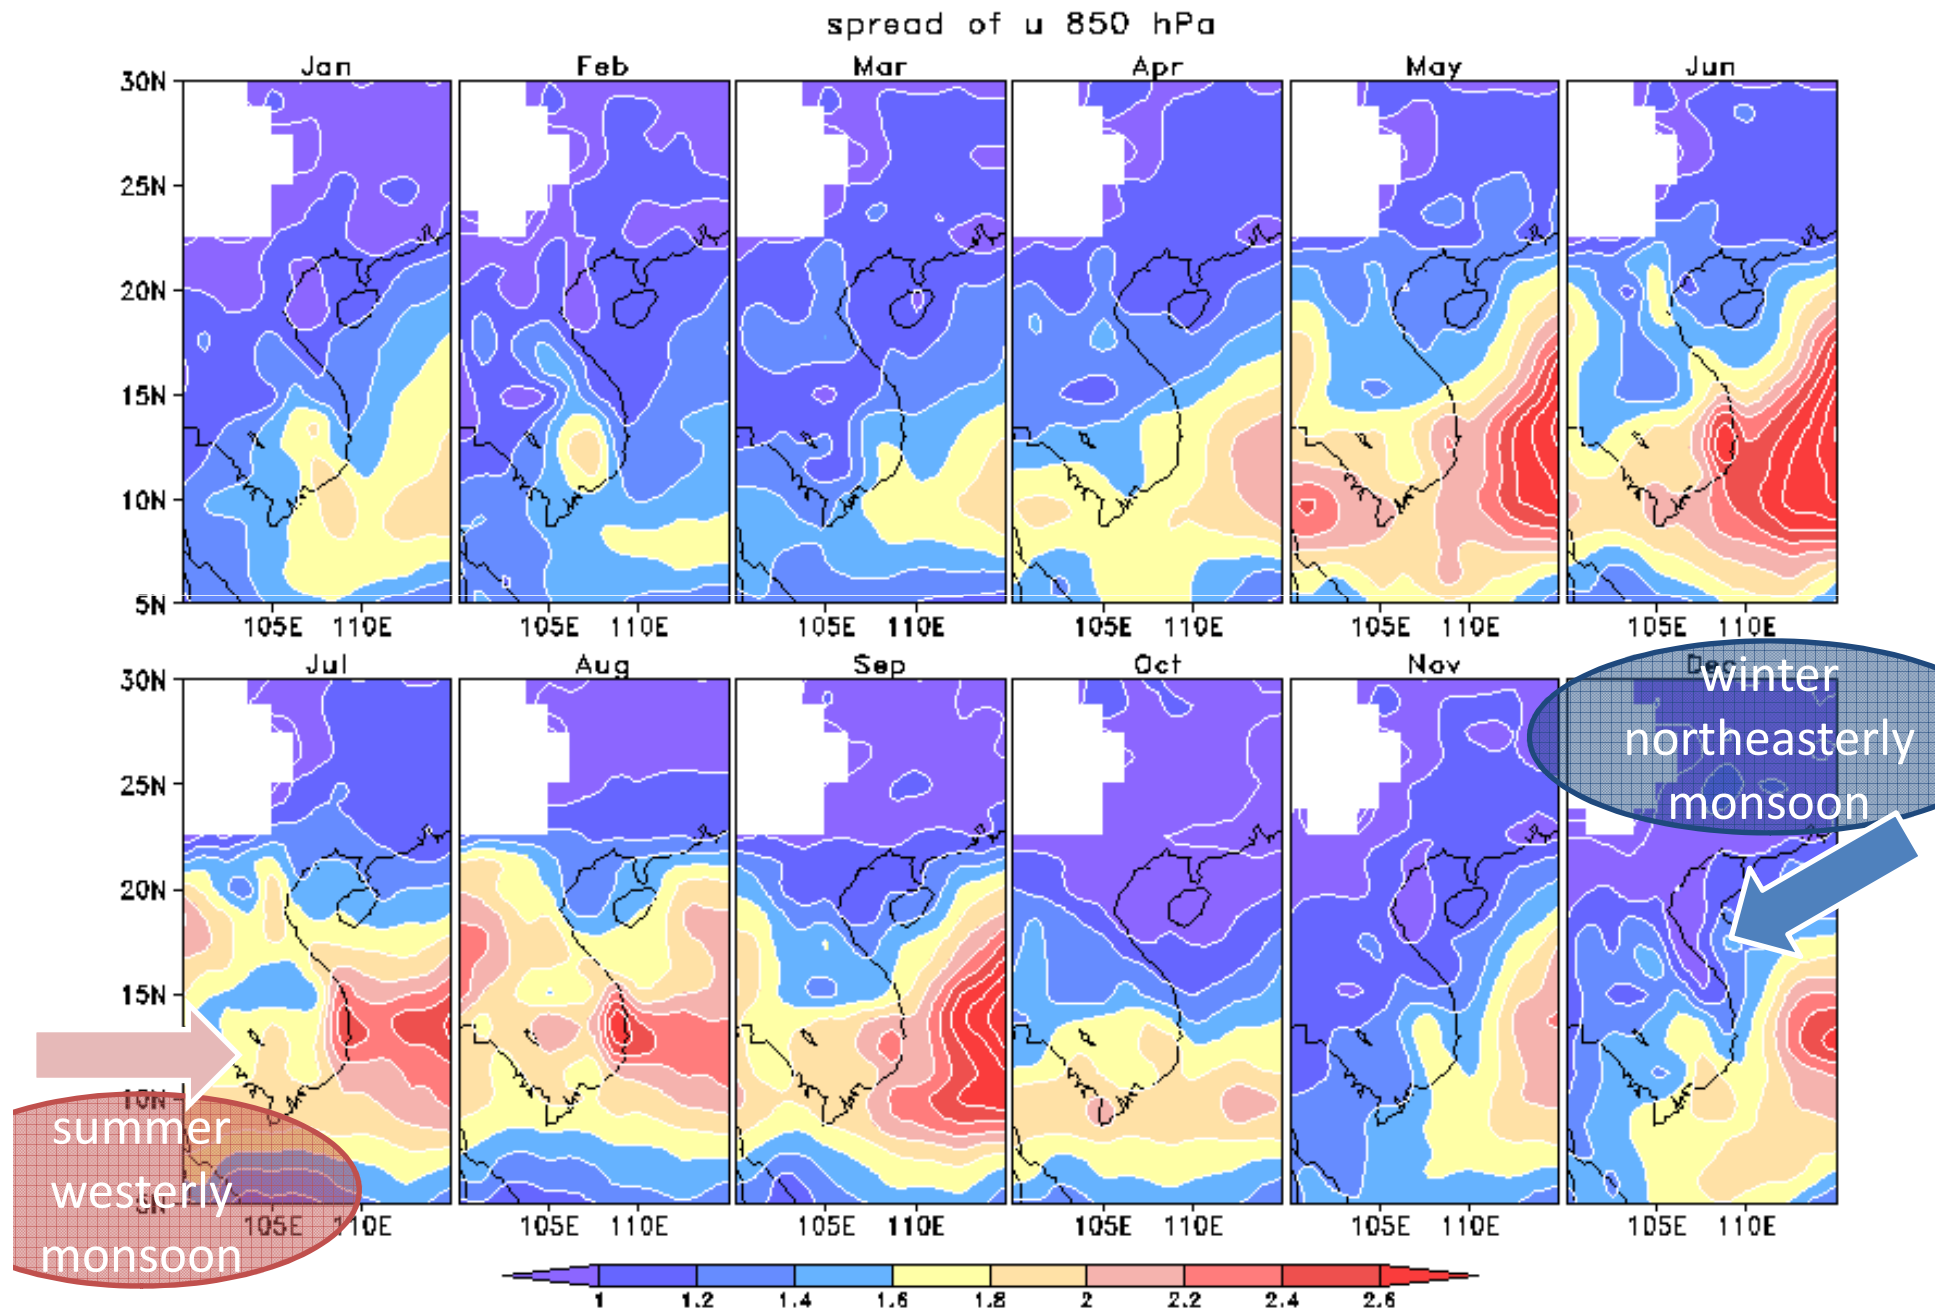 spread of u 850 hPa
Jan Feb Mar Apr May Jun
30N
25N
20N
15N
10N
5N
105E 110E 105E 110E 105E 110E 105E 110E 105E 110E 105E 110E
Jul Aug Sep Oct Nov Dec
winter
northeasterly
monsoon
30N
25N
20N
15N
10N
5N
summer
westerly
monsoon
105E 110E 105E 110E 105E 110E 105E 110E 105E 110E 105E 110E
1 1.2 1.4 1.6 1.8 2 2.2 2.4 2.6